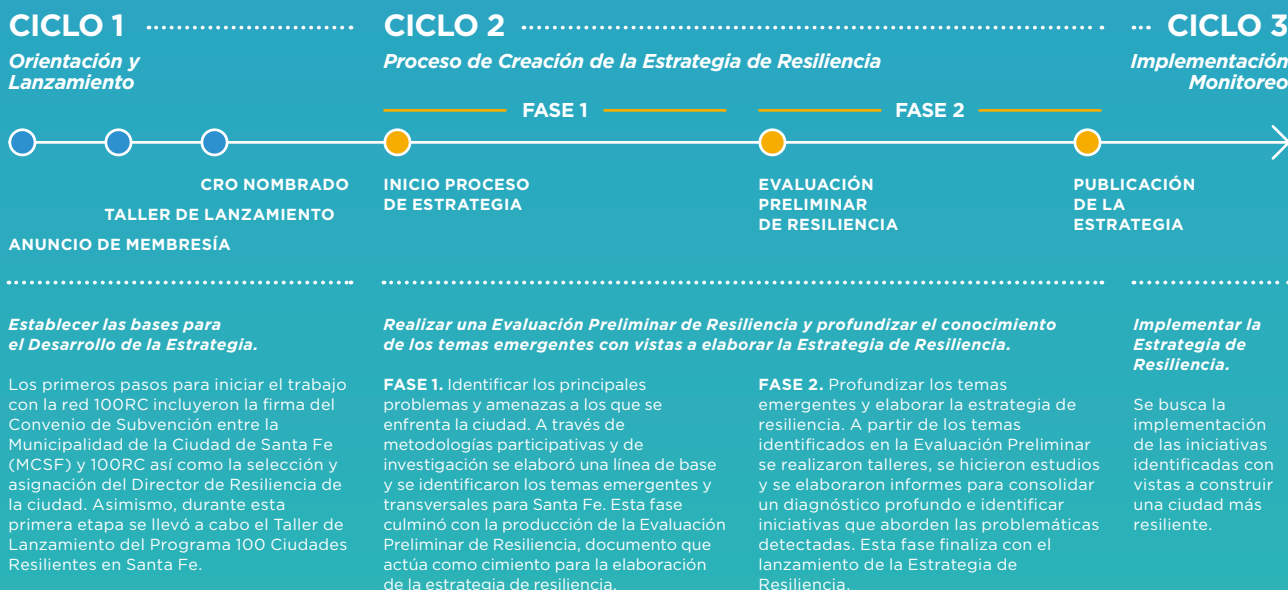 CICLO 1
Orientación y
Lanzamiento
CICLO 2
Proceso de Creación de la Estrategia de Resiliencia
CICLO 3
Implementación
Monitoreo
FASE 1
FASE 2
CRO NOMBRADO
TALLER DE LANZAMIENTO
ANUNCIO DE MEMBRESÍA
INICIO PROCESO
DE ESTRATEGIA
EVALUACIÓN
PRELIMINAR
DE RESILIENCIA
PUBLICACIÓN
DE LA
ESTRATEGIA
Establecer las bases para
el Desarrollo de la Estrategia.
Los primeros pasos para iniciar el trabajo
con la red 100RC incluyeron la firma del
Convenio de Subvención entre la
Municipalidad de la Ciudad de Santa Fe
(MCSF) y 100RC así como la selección y
asignación del Director de Resiliencia de
la ciudad. Asimismo, durante esta
primera etapa se llevó a cabo el Taller de
Lanzamiento del Programa 100 Ciudades
Resilientes en Santa Fe.
Realizar una Evaluación Preliminar de Resiliencia y profundizar el conocimiento
de los temas emergentes con vistas a elaborar la Estrategia de Resiliencia.
FASE 1. Identificar los principales
problemas y amenazas a los que se
enfrenta la ciudad. A través de
metodologías participativas y de
investigación se elaboró una línea de base
y se identificaron los temas emergentes y
transversales para Santa Fe. Esta fase
culminó con la producción de la Evaluación
Preliminar de Resiliencia, documento que
actúa como cimiento para la elaboración
de la estrategia de resiliencia.
FASE 2. Profundizar los temas
emergentes y elaborar la estrategia de
resiliencia. A partir de los temas
identificados en la Evaluación Preliminar
se realizaron talleres, se hicieron estudios
y se elaboraron informes para consolidar
un diagnóstico profundo e identificar
iniciativas que aborden las problemáticas
detectadas. Esta fase finaliza con el
lanzamiento de la Estrategia de
Resiliencia.
Implementar la
Estrategia de
Resiliencia.
Se busca la
implementación
de las iniciativas
identificadas con
vistas a construir
una ciudad más
resiliente.